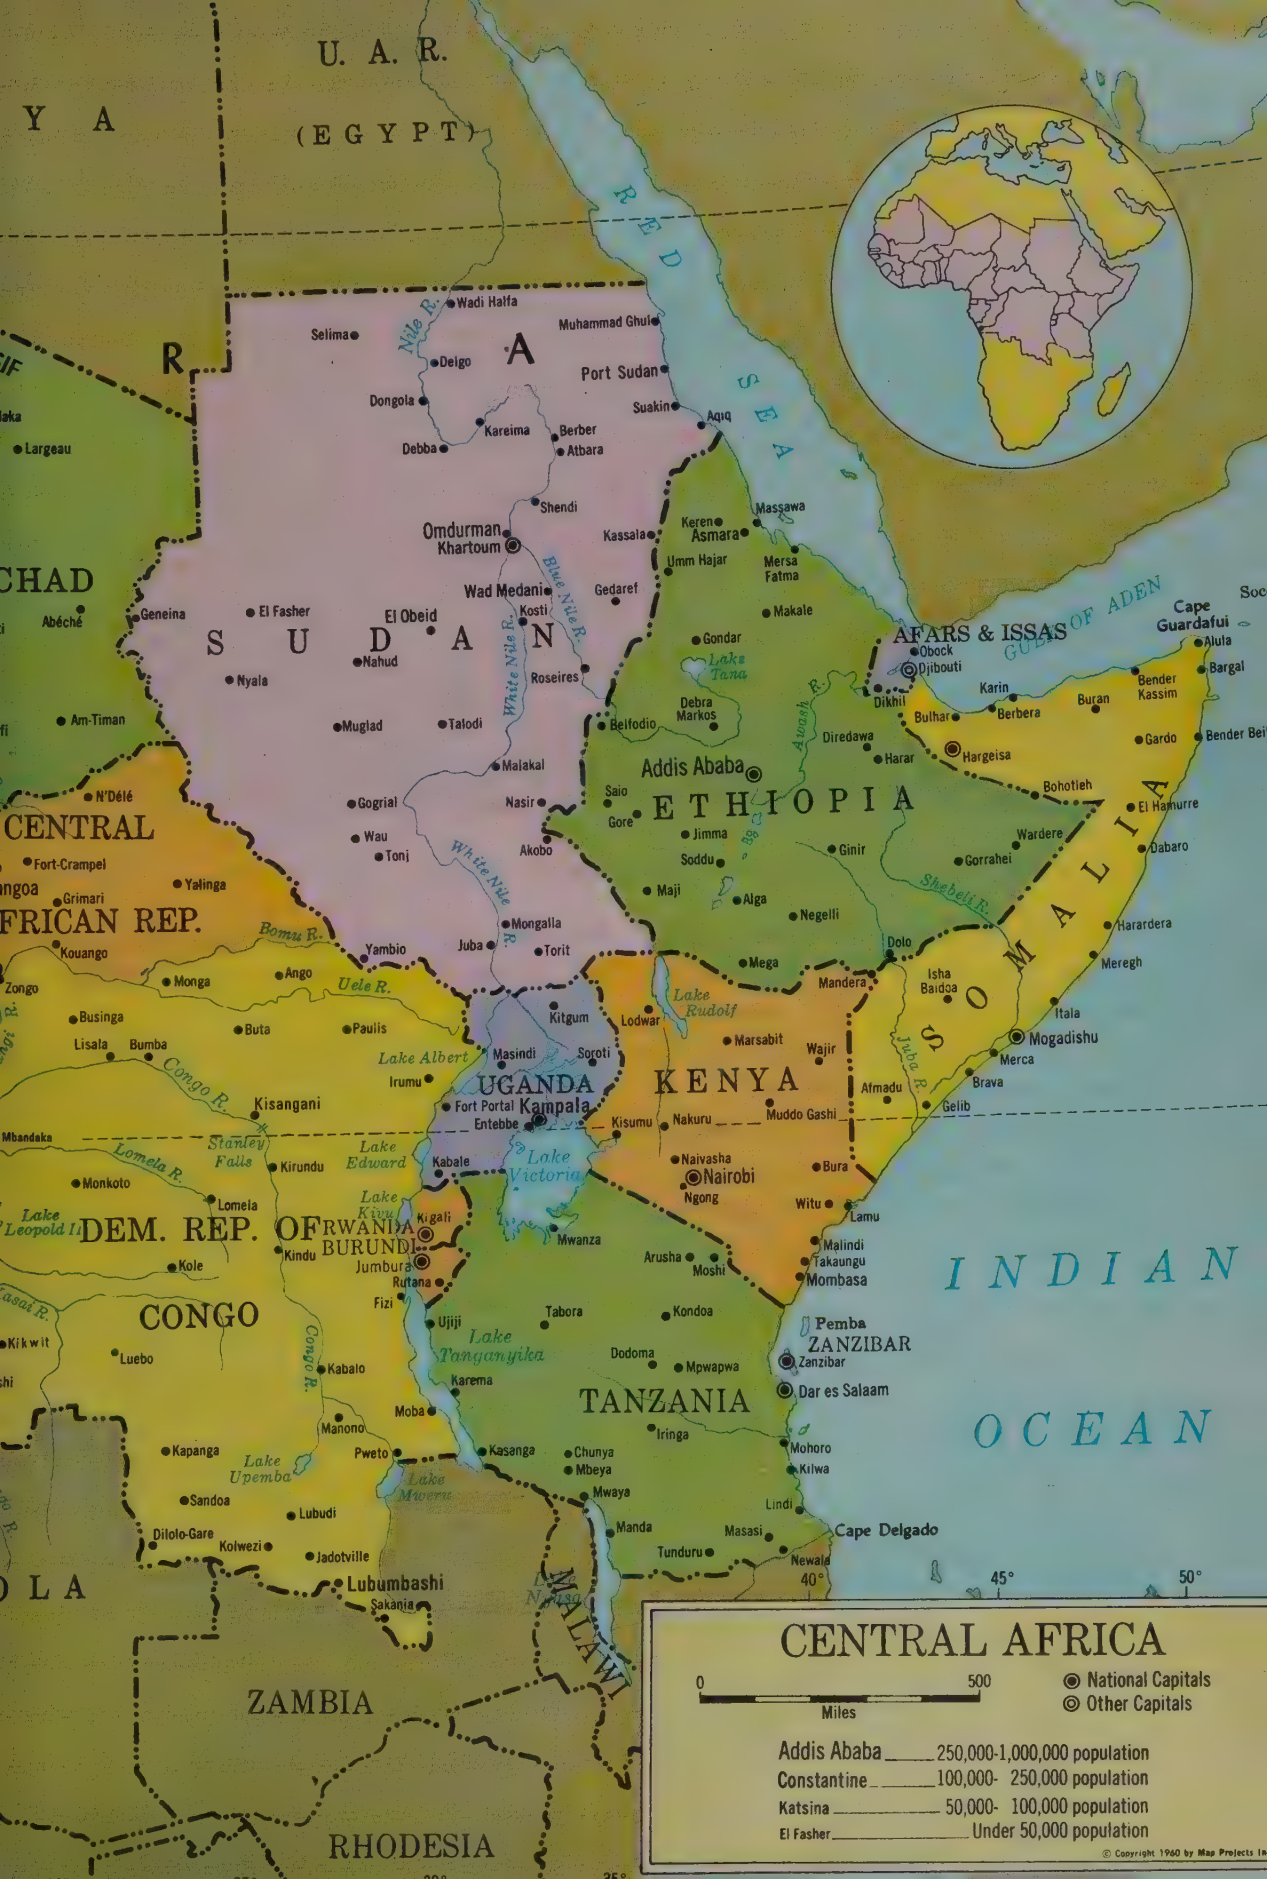 U. A. R.
(EGYPT)
Y A
RED SEA
Nile R.
Wadi Halfa
Selima
Muhammad Ghul
R
A
Delgo
Port Sudan
Dongola
Suakin
Aqiq
Kareima
Berber
Debba
Atbara
Largeau
Shendi
Massawa
Keren
Asmara
Omdurman
Khartoum
Kassala
Umm Hajar
Mersa
Fatma
CHAD
Blue Nile R.
Wad Medani
Gedaref
GULF OF ADEN
Abéché
Geneina
El Fasher
El Obeid
Kosti
Makale
Cape
Guardafui
S U D A N
Gondar
AFARS & ISSAS
Alula
Obock
Nahud
Lake
Tana
Djibouti
Bargal
Nyala
Roseires
White Nile R.
Bender
Kassim
Karin
Dikhil
Debra
Markos
Awash R.
Buran
Am-Timan
Muglad
Talodi
Belfodio
Bulhar
Berbera
Diredawa
Gardo
Harar
Hargeisa
Malakal
Addis Ababa
Bohotleh
N'Délé
Gogrial
Nasir
Saio
ETHIOPIA
El Hamurre
CENTRAL
Gore
Wau
Jimma
Wardere
Akobo
Tonj
Ginir
Dabaro
Fort-Crampel
White Nile R.
Soddu
Gorrahei
Yalinga
Maji
Shebeli R.
Grimari
Alga
Negelli
FRICAN REP.
Mongalla
Harardera
Bomu R.
Juba
Torit
Dolo
Kouango
Yambio
Mega
Meregh
Ango
Mandera
Isha
Baidoa
SOMALIA
Zongo
Monga
Uele R.
Lake
Rudolf
Itala
Kitgum
Lodwar
Businga
Buta
Paulis
Marsabit
Mogadishu
Lisala
Bumba
Lake Albert
Masindi
Soroti
Wajir
Juba R.
Merca
Congo R.
Irumu
UGANDA
KENYA
Afmadu
Brava
Kisangani
Fort Portal
Kampala
Muddo Gashi
Gelib
Entebbe
Kisumu
Nakuru
Mbandaka
Stanley
Falls
Lake
Edward
Lomela R.
Kirundu
Kabale
Lake
Victoria
Naivasha
Bura
Monkoto
Nairobi
Lomela
Lake
Kivu
Ngong
Witu
Lake
Leopold II
DEM. REP. OF
RWANDA
Kigali
Lamu
BURUNDI
Mwanza
Malindi
Kindu
Jumbura
Arusha
Takaungu
Moshi
Kole
Rutana
Mombasa
Kasai R.
Fizi
INDIAN
CONGO
Ujiji
Tabora
Kondoa
Pemba
ZANZIBAR
Kikwit
Congo R.
Lake
Tanganyika
Luebo
Dodoma
Zanzibar
Kabalo
Mpwapwa
Karema
Dar es Salaam
TANZANIA
Moba
Manono
OCEAN
Iringa
Mohoro
Kapanga
Pweto
Kasanga
Chunya
Lake
Upemba
Mbeya
Kilwa
Lake
Mweru
Mwaya
Sandoa
Lindi
Lubudi
Manda
Masasi
Cape Delgado
Dilolo-Gare
Kolwezi
Tunduru
Newala
Jadotville
40° 45° 50°
OLA
Lubumbashi
Sakania
MALAWI
ZAMBIA
RHODESIA
CENTRAL AFRICA
0 500
Miles
National Capitals
Other Capitals
Addis Ababa 250,000-1,000,000 population
Constantine 100,000- 250,000 population
Katsina 50,000- 100,000 population
El Fasher Under 50,000 population
© Copyright 1960 by Map Projects